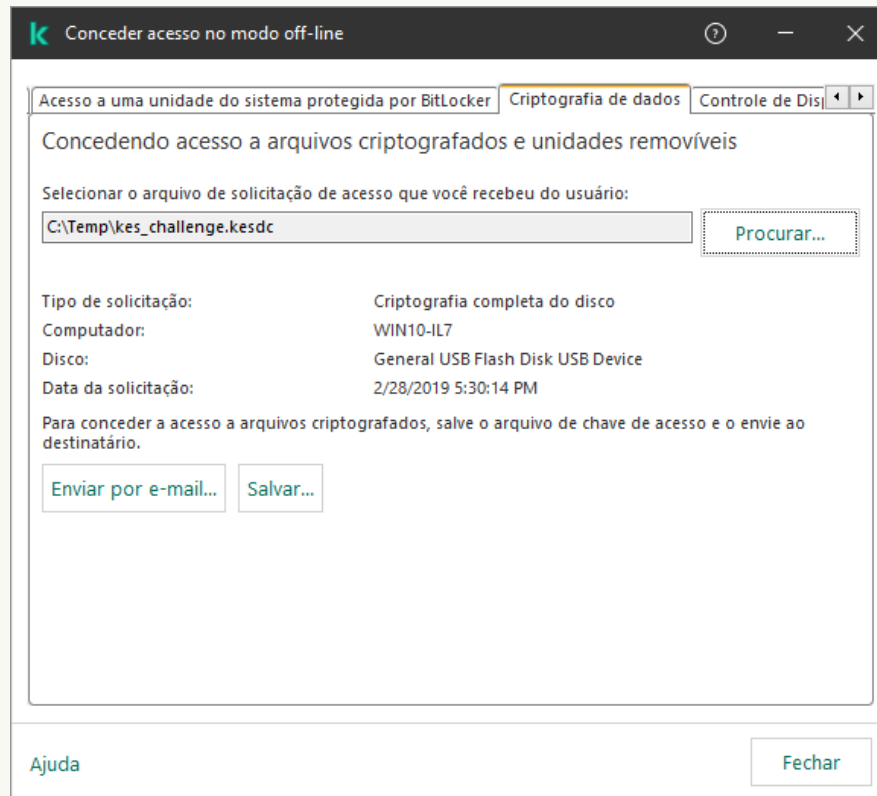 Conceder acesso no modo off-line
Acesso a uma unidade do sistema protegida por BitLocker Criptografia de dados Controle de Disp
Concedendo acesso a arquivos criptografados e unidades removíveis
Selecionar o arquivo de solicitação de acesso que você recebeu do usuário:
C:\Temp\kes_challenge.kesdc Procurar...
Tipo de solicitação: Criptografia completa do disco
Computador: WIN10-IL7
Disco: General USB Flash Disk USB Device
Data da solicitação: 2/28/2019 5:30:14 PM
Para conceder a acesso a arquivos criptografados, salve o arquivo de chave de acesso e o envie ao
destinatário.
Enviar por e-mail... Salvar...
Ajuda Fechar